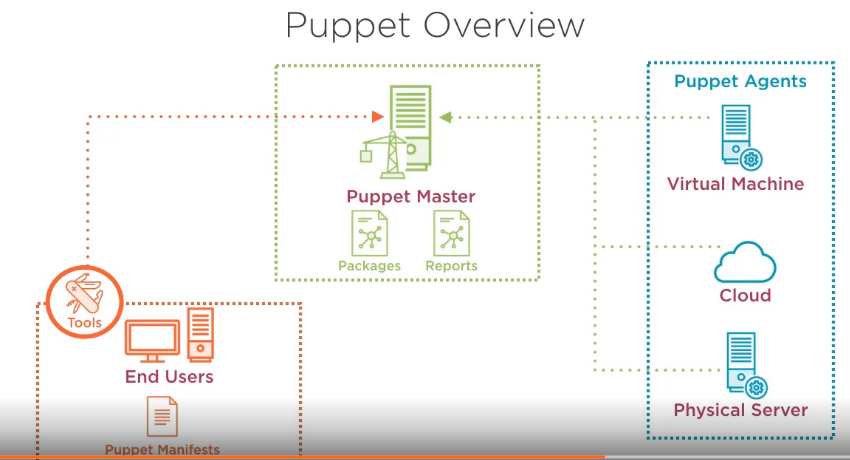 Puppet Overview
Puppet Agents
Virtual Machine
Puppet Master
Packages
Reports
Cloud
Tools
End Users
Physical Server
Puppet Manifests